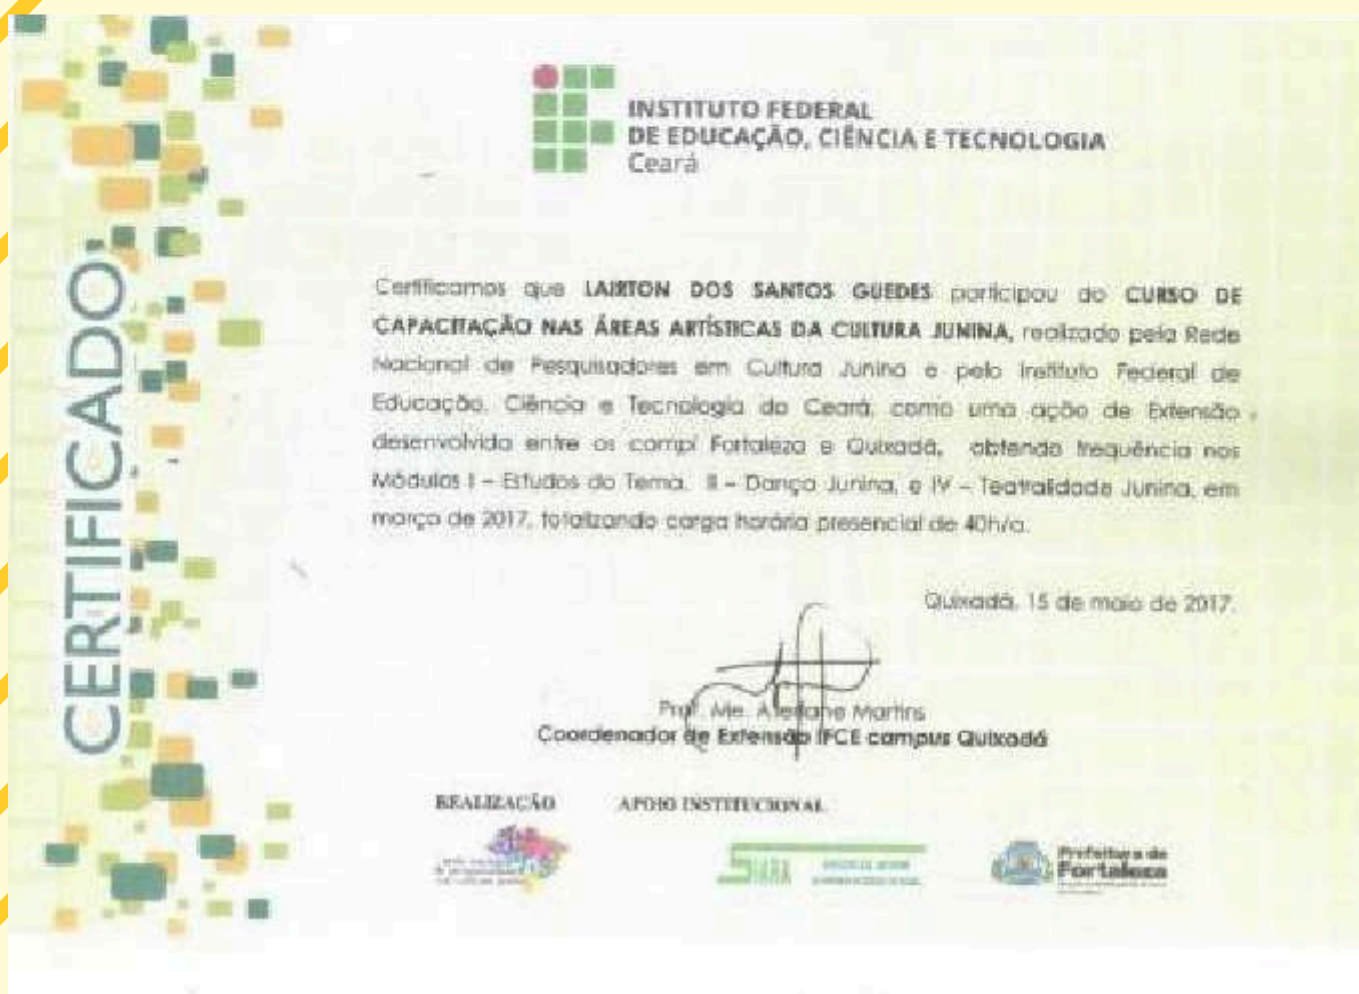 CERTIFICADO
INSTITUTO FEDERAL
DE EDUCAÇÃO, CIÊNCIA E TECNOLOGIA
Ceará
Certificamos que LAIRTON DOS SANTOS GUEDES participou do CURSO DE
CAPACITAÇÃO NAS ÁREAS ARTÍSTICAS DA CULTURA JUNINA, realizado pela Rede
Nacional de Pesquisadores em Cultura Junina e pelo Instituto Federal de
Educação, Ciência e Tecnologia do Ceará, como uma ação de Extensão
desenvolvida entre os campi Fortaleza e Quixadá, obtendo frequência nos
Módulos I – Estudos do Tema, II – Dança Junina, e IV – Teatralidade Junina, em
março de 2017, totalizando carga horária presencial de 40h/a.
Quixadá, 15 de maio de 2017.
Prof. Me. Martins
Coordenador de Extensão IFCE campus Quixadá
REALIZAÇÃO APOIO INSTITUCIONAL
SIARA
Prefeitura de
Fortaleza